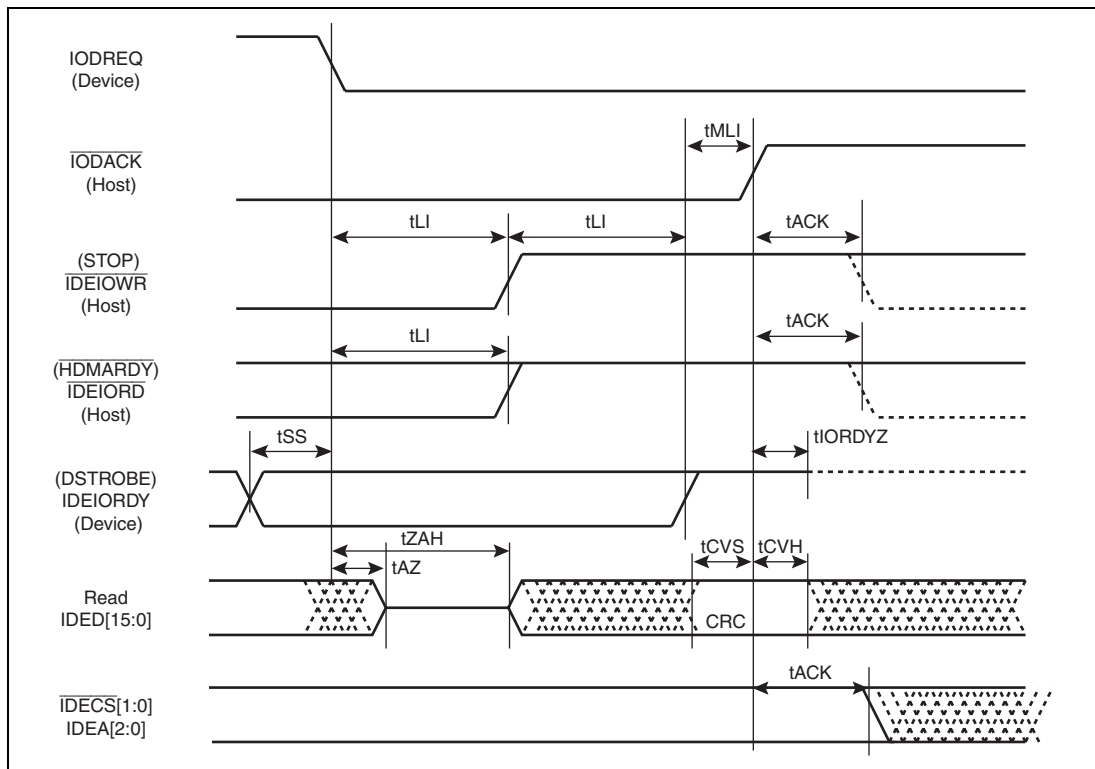 IODREQ
(Device)
tMLI
IODACK
(Host)
tLI
tLI
tACK
(STOP)
IDEIOWR
(Host)
tLI
tACK
(HDMARDY)
IDEIORD
(Host)
tSS
tIORDYZ
(DSTROBE)
IDEIORDY
(Device)
tZAH
tCVS
tCVH
tAZ
Read
IDED[15:0]
CRC
tACK
IDECS[1:0]
IDEA[2:0]